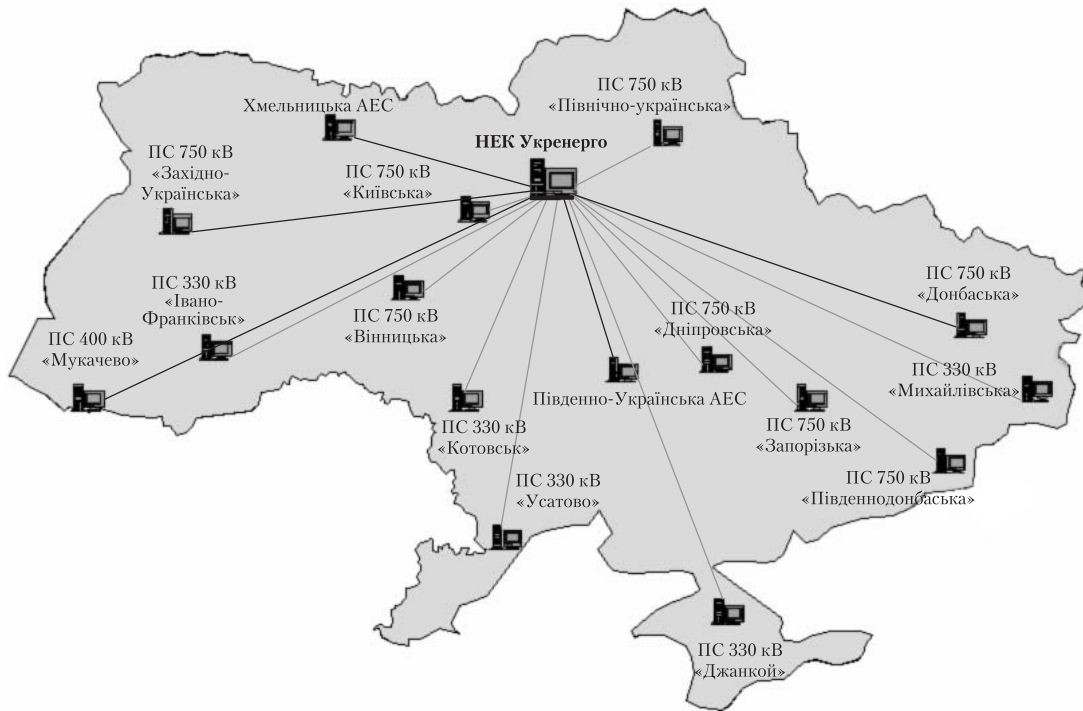 ПС 750 кВ
«Північно-українська»
Хмельницька АЕС
НЕК Укренерго
ПС 750 кВ
«Західно-
Українська»
ПС 750 кВ
«Київська»
ПС 330 кВ
«Івано-
Франківськ»
ПС 400 кВ
«Мукачево»
ПС 750 кВ
«Вінницька»
ПС 750 кВ
«Дніпровська»
ПС 750 кВ
«Донбаська»
ПС 330 кВ
«Михайлівська»
Південно-Українська АЕС
ПС 330 кВ
«Котовськ»
ПС 750 кВ
«Запорізька»
ПС 750 кВ
«Південнодонбаська»
ПС 330 кВ
«Усатово»
ПС 330 кВ
«Джанкой»